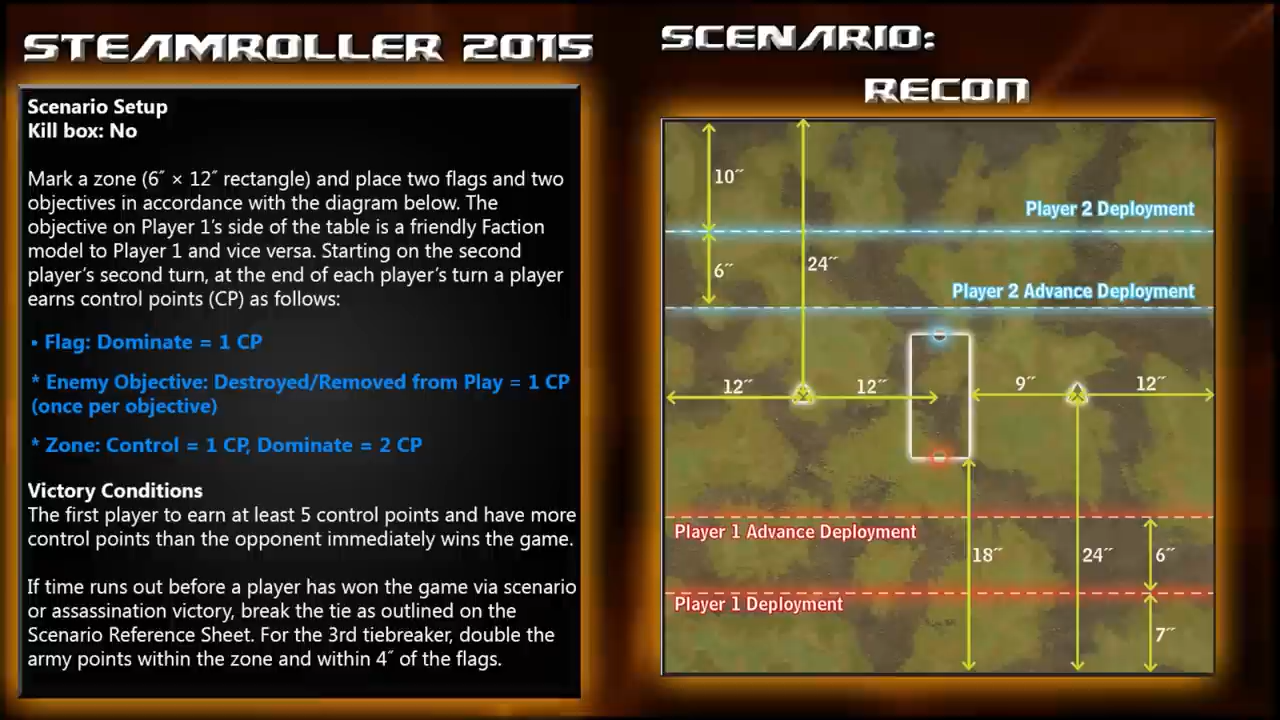 STEAMROLLER 2015
Scenario Setup
Kill box: No
Mark a zone (6˝ × 12˝ rectangle) and place two flags and two
objectives in accordance with the diagram below. The
objective on Player 1’s side of the table is a friendly Faction
model to Player 1 and vice versa. Starting on the second
player’s second turn, at the end of each player’s turn a player
earns control points (CP) as follows:
• Flag: Dominate = 1 CP
* Enemy Objective: Destroyed/Removed from Play = 1 CP
(once per objective)
* Zone: Control = 1 CP, Dominate = 2 CP
Victory Conditions
The first player to earn at least 5 control points and have more
control points than the opponent immediately wins the game.
If time runs out before a player has won the game via scenario
or assassination victory, break the tie as outlined on the
Scenario Reference Sheet. For the 3rd tiebreaker, double the
army points within the zone and within 4˝ of the flags.
SCENARIO:
RECON
10˝
Player 2 Deployment
6˝
24˝
Player 2 Advance Deployment
12˝
12˝
9˝
12˝
Player 1 Advance Deployment
18˝
24˝
6˝
Player 1 Deployment
7˝